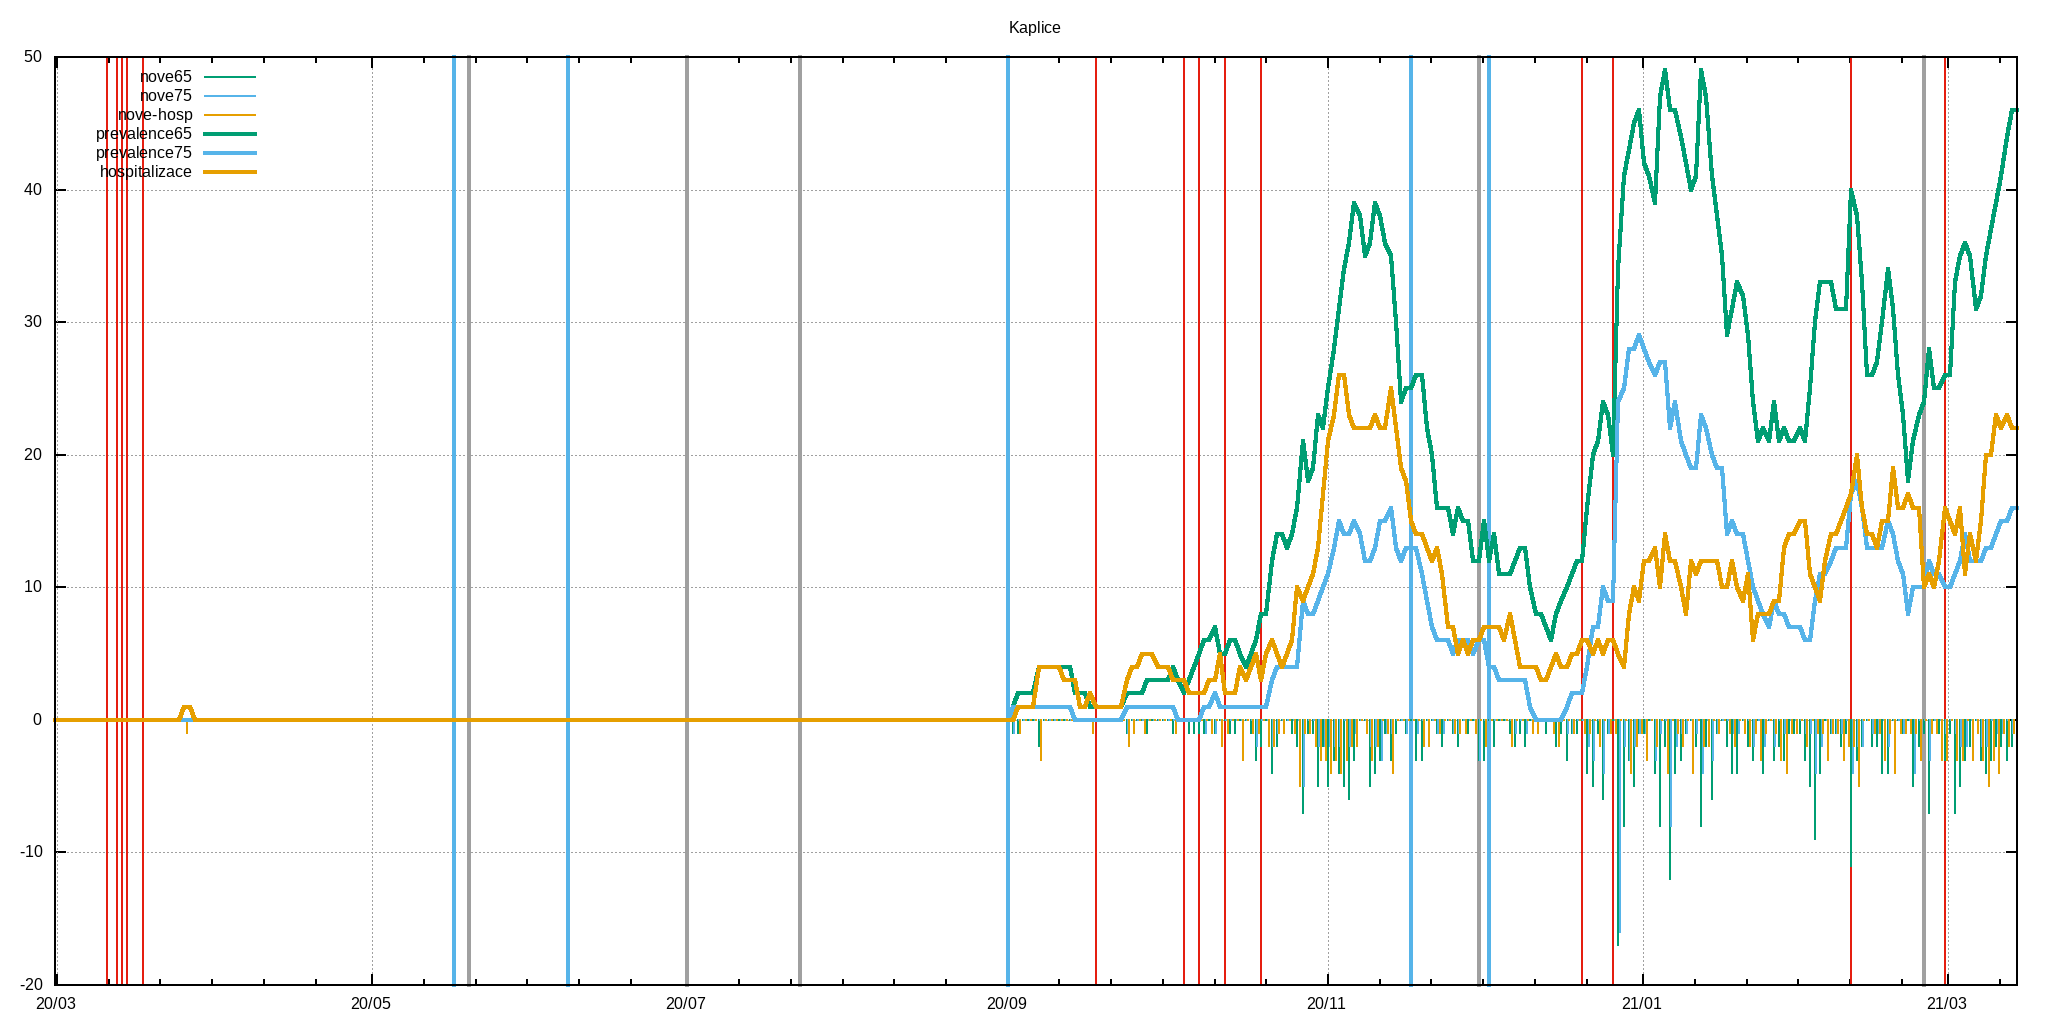 Kaplice
50
nove65
nove75
nove-hosp
prevalence65
prevalence75
hospitalizace
40
30
20
10
0
-10
-20
20/03 20/05 20/07 20/09 20/11 21/01 21/03